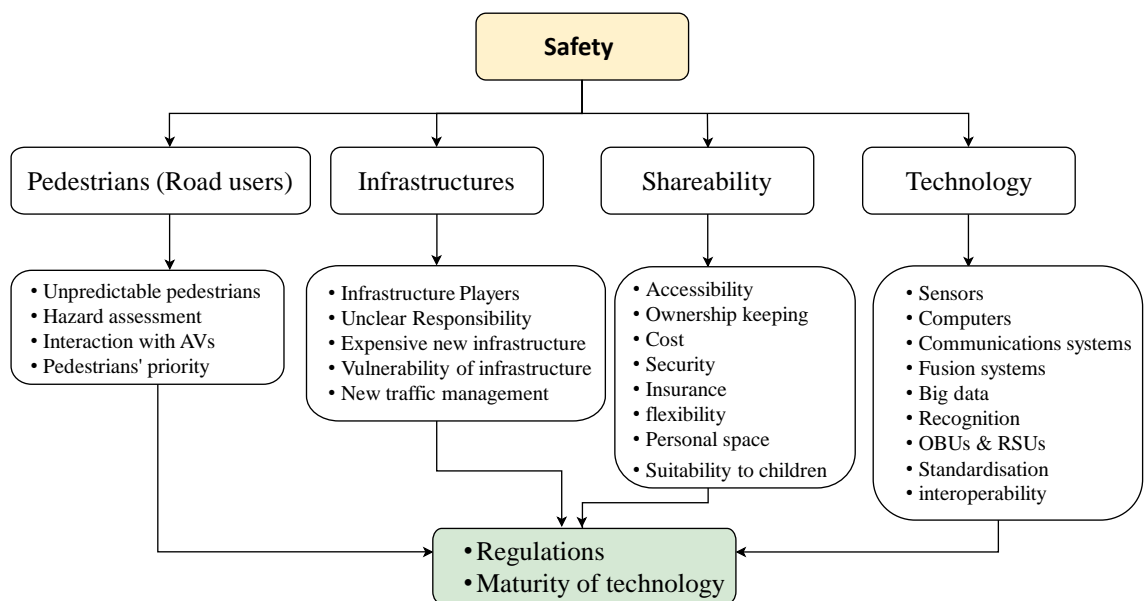 Safety
Pedestrians (Road users)
Infrastructures
Shareability
Technology
• Unpredictable pedestrians
• Hazard assessment
• Interaction with AVs
• Pedestrians' priority
• Infrastructure Players
• Unclear Responsibility
• Expensive new infrastructure
• Vulnerability of infrastructure
• New traffic management
• Accessibility
• Ownership keeping
• Cost
• Security
• Insurance
• flexibility
• Personal space
• Suitability to children
• Sensors
• Computers
• Communications systems
• Fusion systems
• Big data
• Recognition
• OBUs & RSUs
• Standardisation
• interoperability
• Regulations
• Maturity of technology